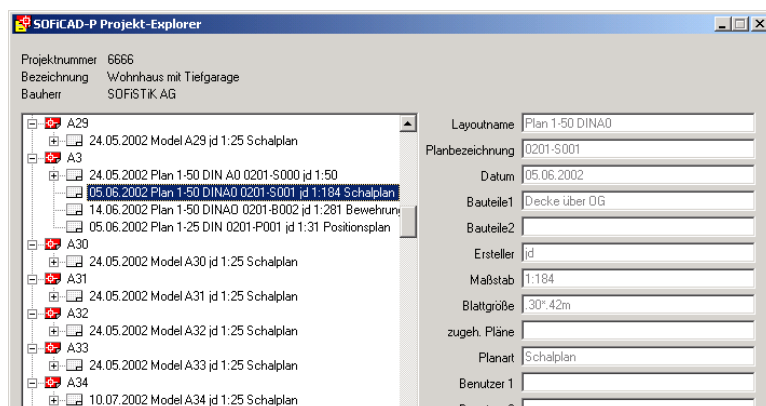 SOFiCAD-P Projekt-Explorer
Projektnummer 6666
Bezeichnung Wohnhaus mit Tiefgarage
Bauherr SOFiSTiK AG
A29
24.05.2002 Model A29 jd 1:25 Schalplan
A3
24.05.2002 Plan 1-50 DIN A0 0201-S000 jd 1:50
05.06.2002 Plan 1-50 DINA0 0201-S001 jd 1:184 Schalplan
14.06.2002 Plan 1-50 DINA0 0201-B002 jd 1:281 Bewehrun
05.06.2002 Plan 1-25 DIN 0201-P001 jd 1:31 Positionsplan
A30
24.05.2002 Model A30 jd 1:25 Schalplan
A31
24.05.2002 Model A31 jd 1:25 Schalplan
A32
24.05.2002 Model A32 jd 1:25 Schalplan
A33
24.05.2002 Model A33 jd 1:25 Schalplan
A34
10.07.2002 Model A34 jd 1:25 Schalplan
Layoutname Plan 1-50 DINA0
Planbezeichnung 0201-S001
Datum 05.06.2002
Bauteile1 Decke über OG
Bauteile2
Ersteller jd
Maßstab 1:184
Blattgröße .30*.42m
zugeh. Pläne
Planart Schalplan
Benutzer 1